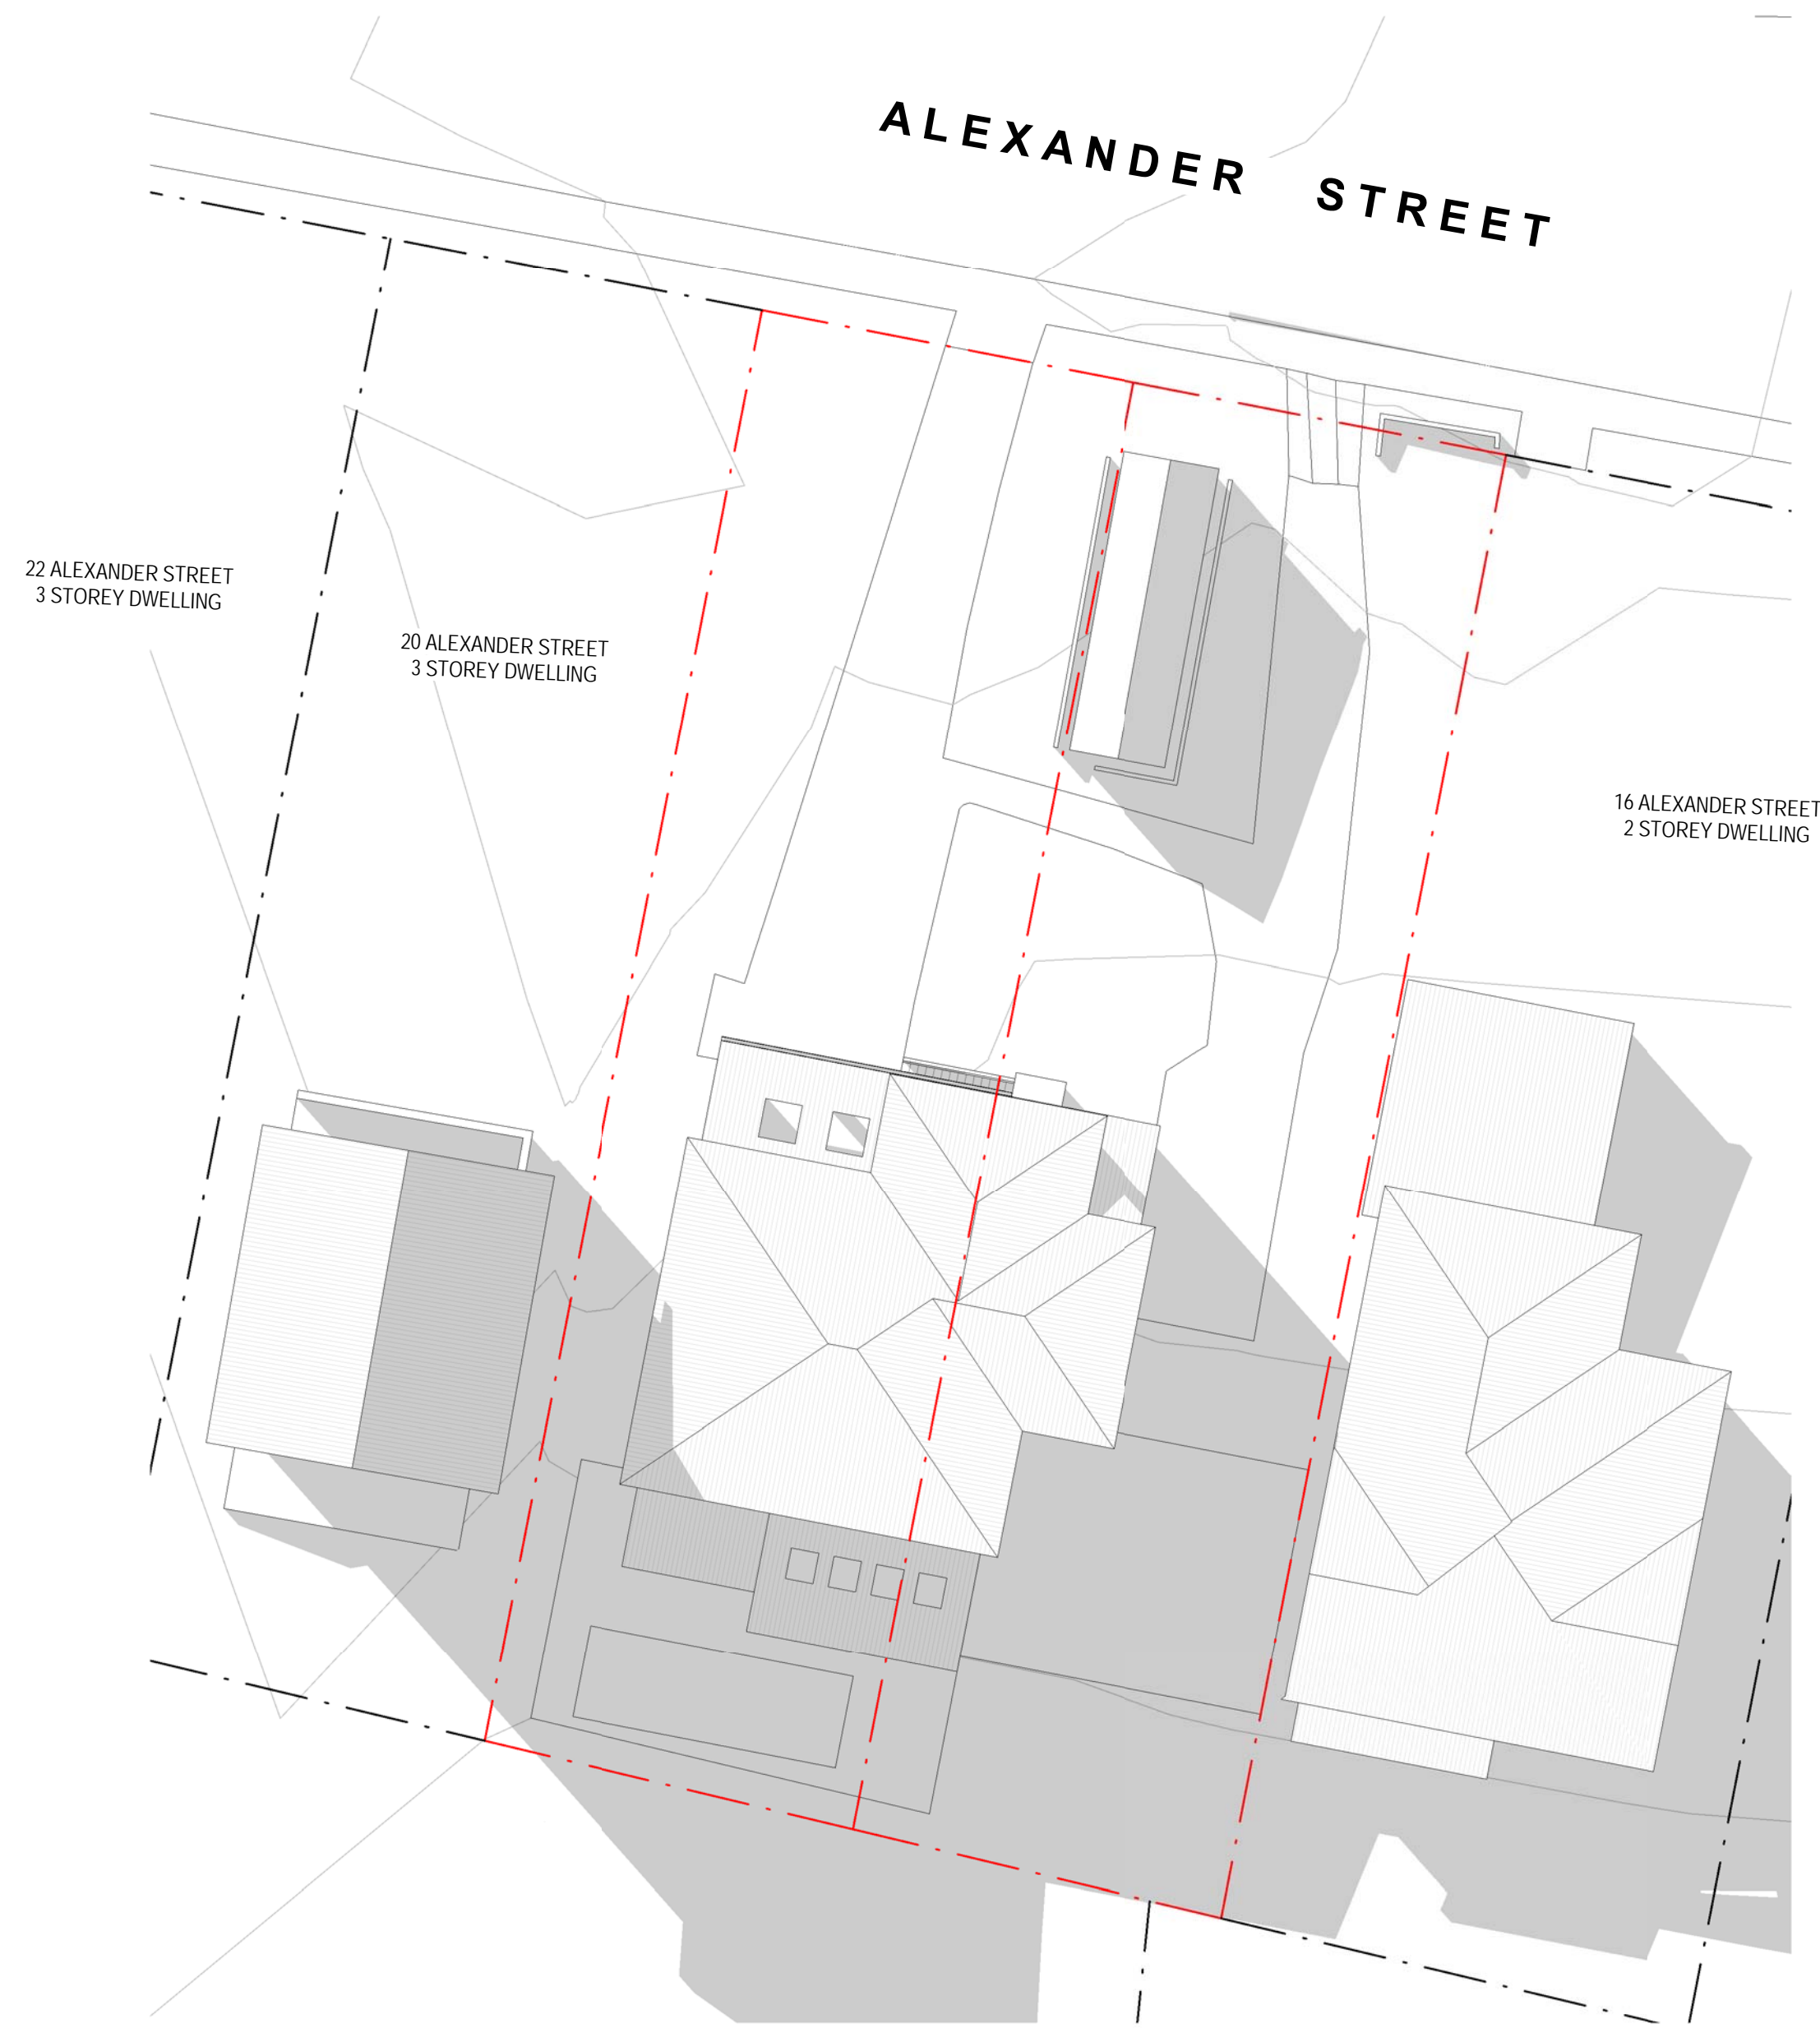 ALEXANDER STREET
22 ALEXANDER STREET
3 STOREY DWELLING
20 ALEXANDER STREET
3 STOREY DWELLING
16 ALEXANDER STREET
2 STOREY DWELLING